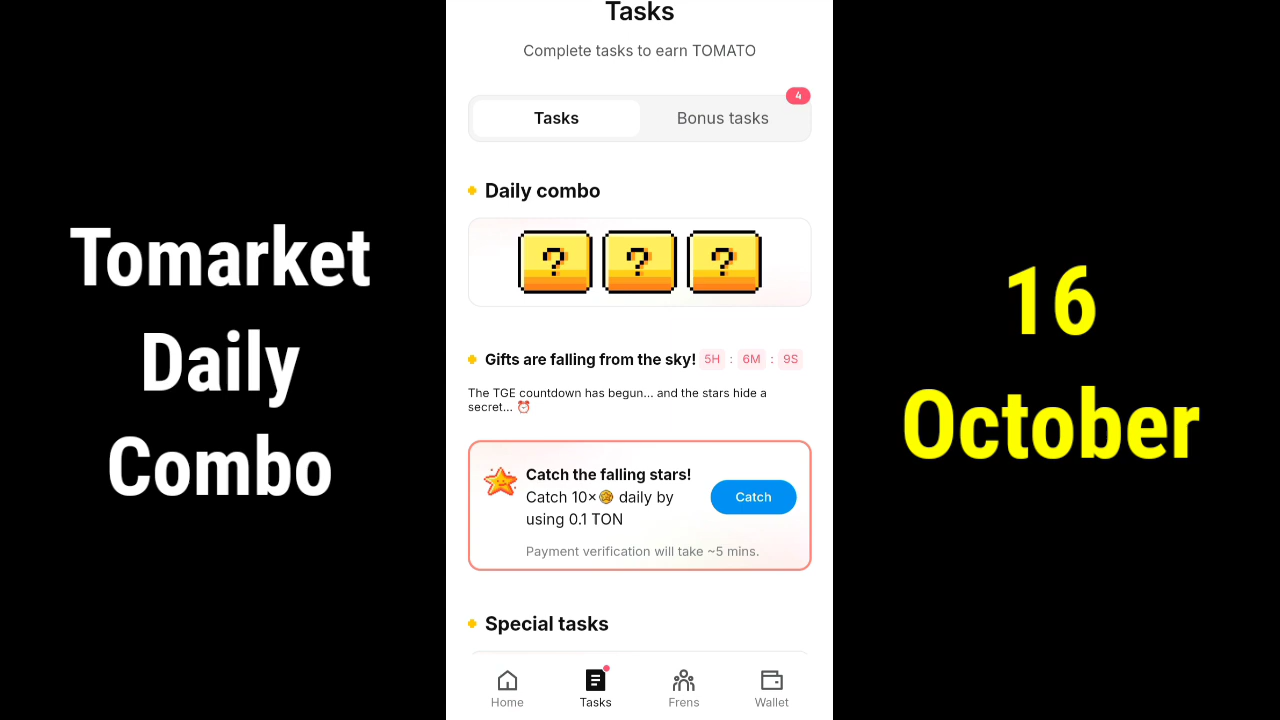 Tomarket
Daily
Combo
Tasks
Complete tasks to earn TOMATO
Tasks
Bonus tasks
4
Daily combo
? ? ?
Gifts are falling from the sky! 5H : 6M : 9S
The TGE countdown has begun... and the stars hide a
secret... ⏰
Catch the falling stars!
Catch 10× daily by
using 0.1 TON
Catch
Payment verification will take ~5 mins.
Special tasks
Home
Tasks
Frens
Wallet
16
October